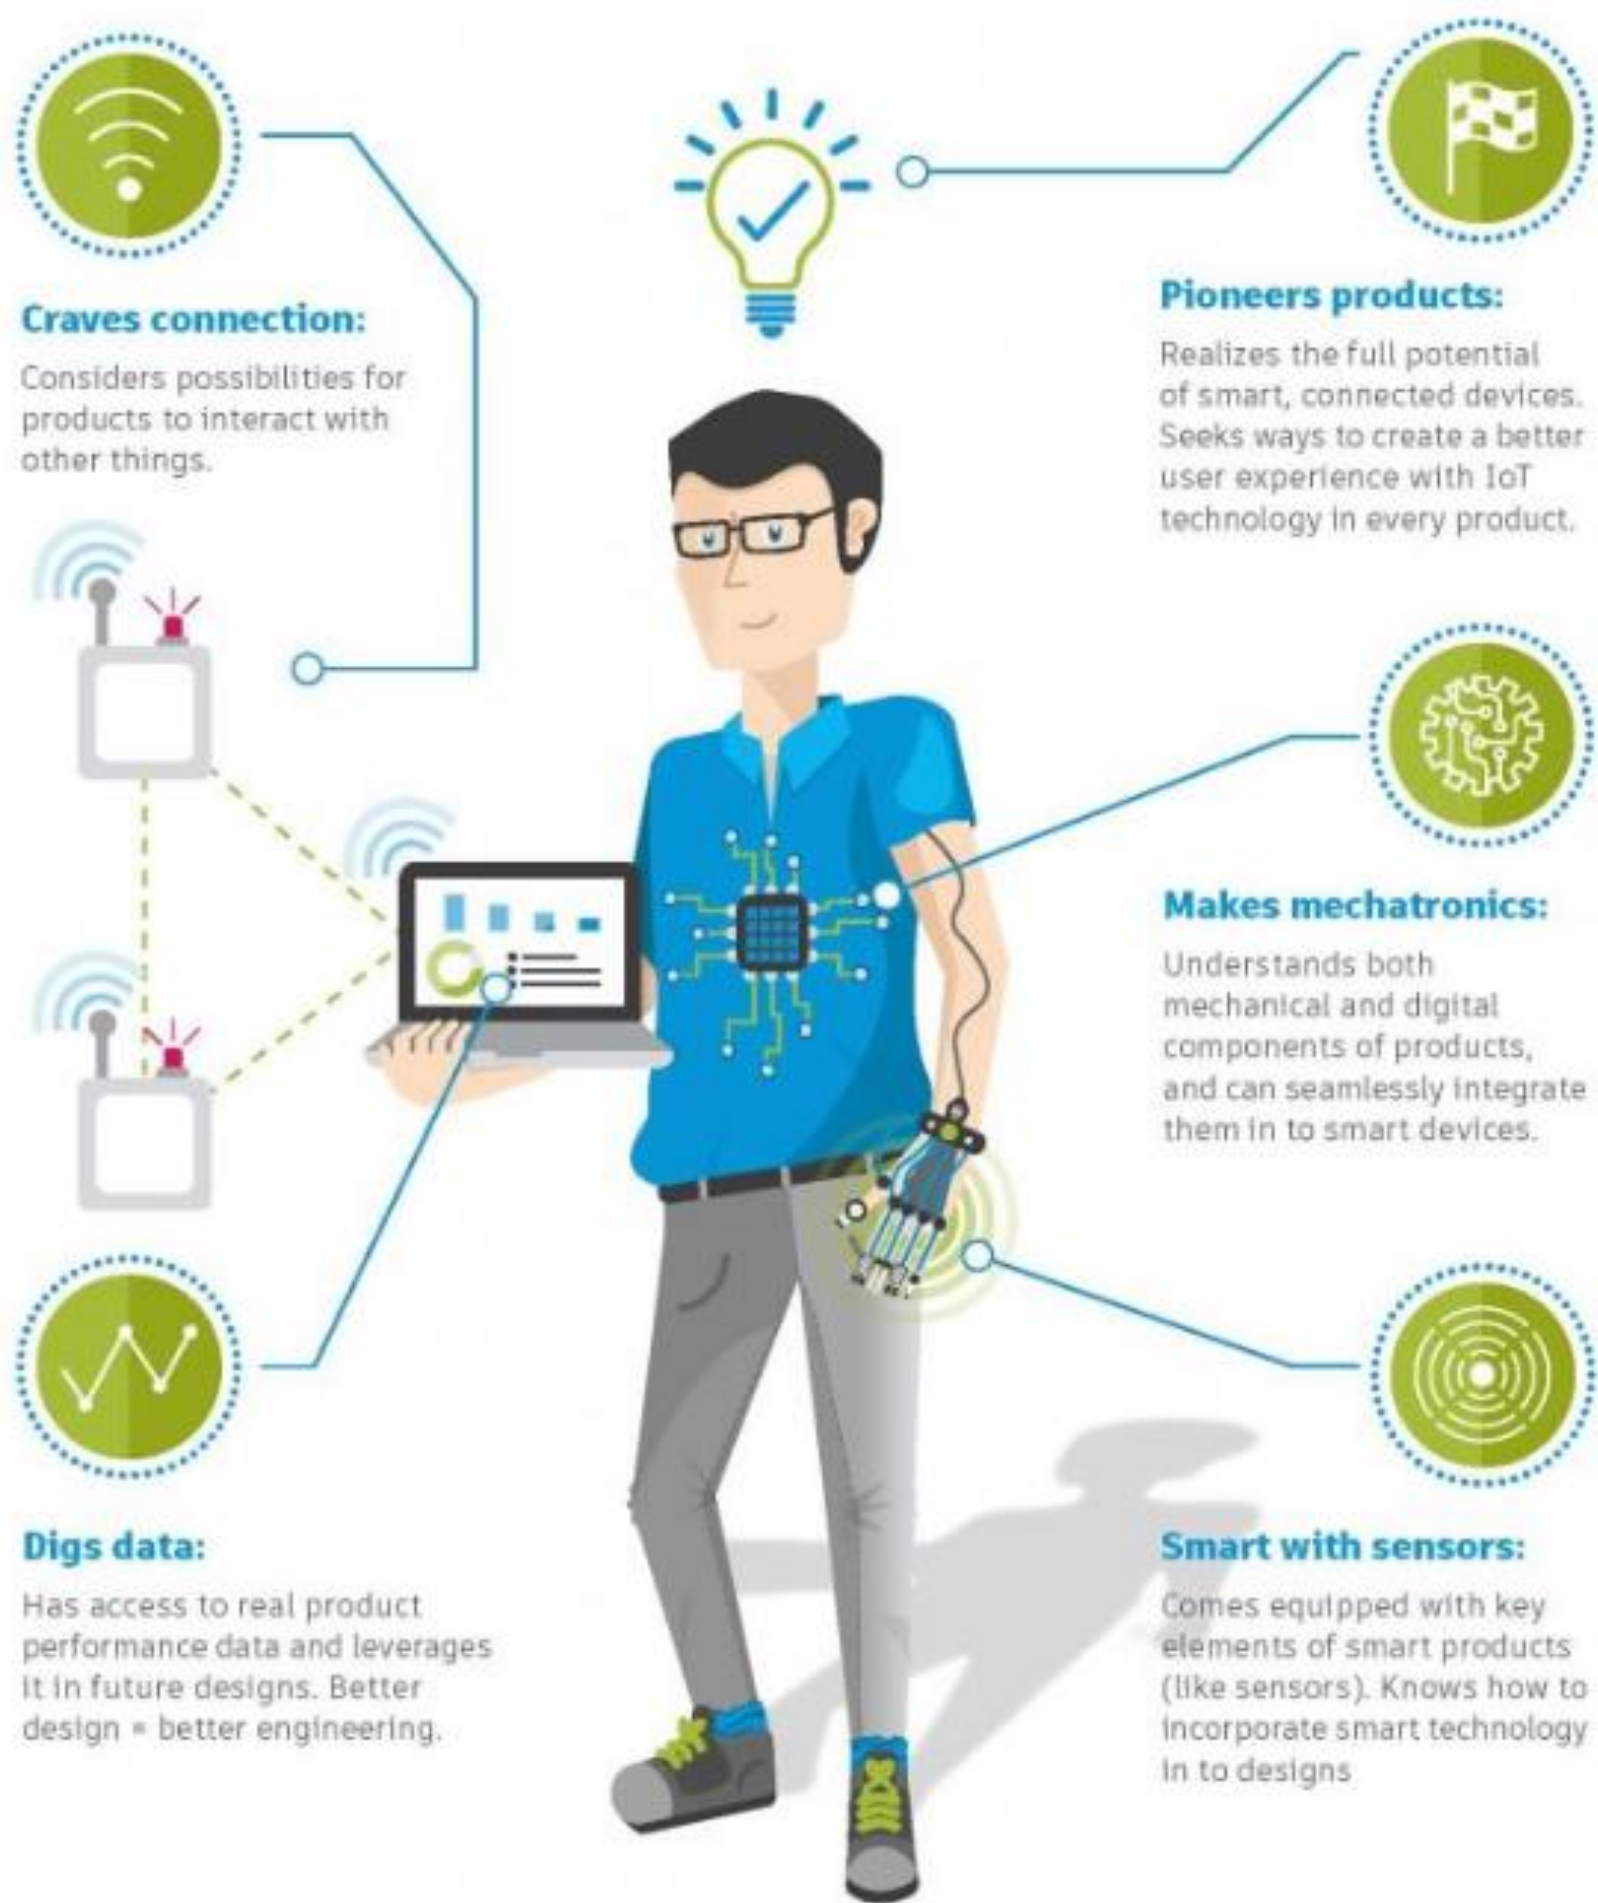 Craves connection:
Considers possibilities for
products to interact with
other things.
Pioneers products:
Realizes the full potential
of smart, connected devices.
Seeks ways to create a better
user experience with IoT
technology in every product.
Makes mechatronics:
Understands both
mechanical and digital
components of products,
and can seamlessly integrate
them in to smart devices.
Digs data:
Has access to real product
performance data and leverages
it in future designs. Better
design = better engineering.
Smart with sensors:
Comes equipped with key
elements of smart products
(like sensors). Knows how to
incorporate smart technology
in to designs